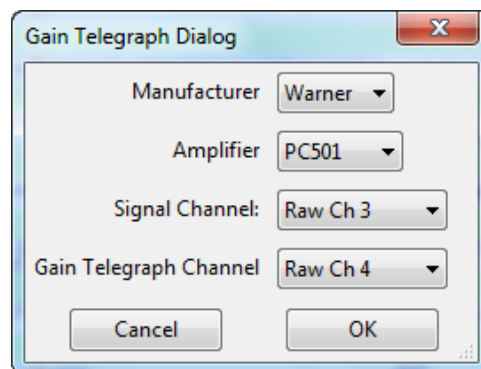 Gain Telegraph Dialog
Manufacturer Warner
Amplifier PC501
Signal Channel: Raw Ch 3
Gain Telegraph Channel Raw Ch 4
Cancel OK